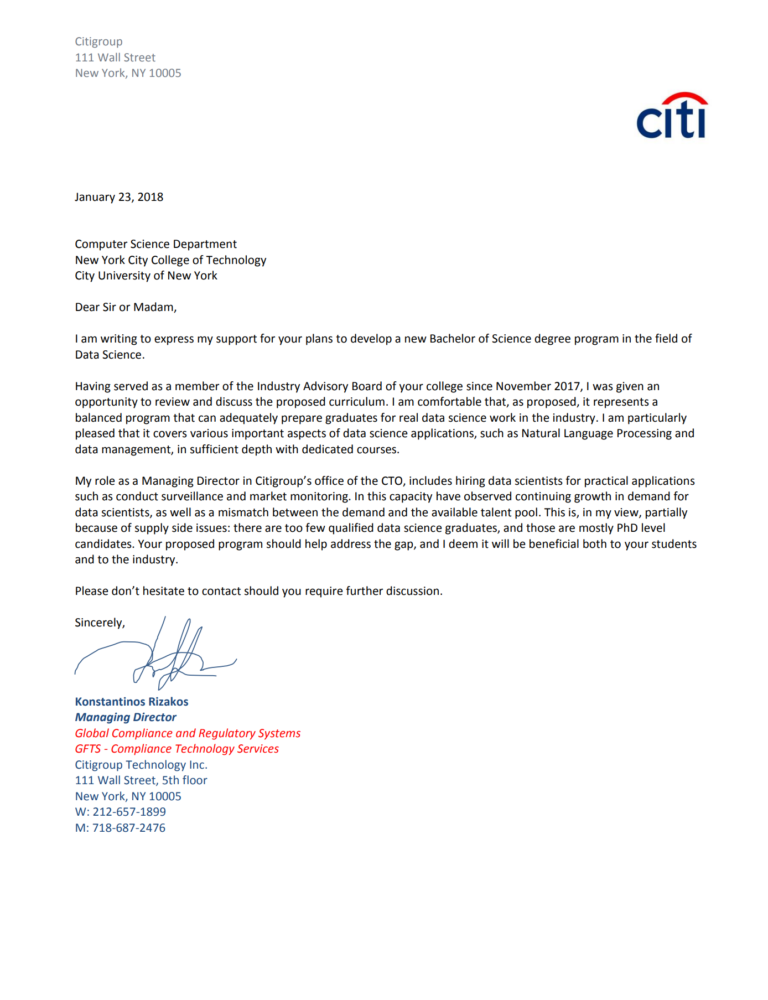 Citigroup
111 Wall Street
New York, NY 10005
citi
January 23, 2018
Computer Science Department
New York City College of Technology
City University of New York
Dear Sir or Madam,
I am writing to express my support for your plans to develop a new Bachelor of Science degree program in the field of
Data Science.
Having served as a member of the Industry Advisory Board of your college since November 2017, I was given an
opportunity to review and discuss the proposed curriculum. I am comfortable that, as proposed, it represents a
balanced program that can adequately prepare graduates for real data science work in the industry. I am particularly
pleased that it covers various important aspects of data science applications, such as Natural Language Processing and
data management, in sufficient depth with dedicated courses.
My role as a Managing Director in Citigroup’s office of the CTO, includes hiring data scientists for practical applications
such as conduct surveillance and market monitoring. In this capacity have observed continuing growth in demand for
data scientists, as well as a mismatch between the demand and the available talent pool. This is, in my view, partially
because of supply side issues: there are too few qualified data science graduates, and those are mostly PhD level
candidates. Your proposed program should help address the gap, and I deem it will be beneficial both to your students
and to the industry.
Please don’t hesitate to contact should you require further discussion.
Sincerely,
Konstantinos Rizakos
Managing Director
Global Compliance and Regulatory Systems
GFTS - Compliance Technology Services
Citigroup Technology Inc.
111 Wall Street, 5th floor
New York, NY 10005
W: 212-657-1899
M: 718-687-2476